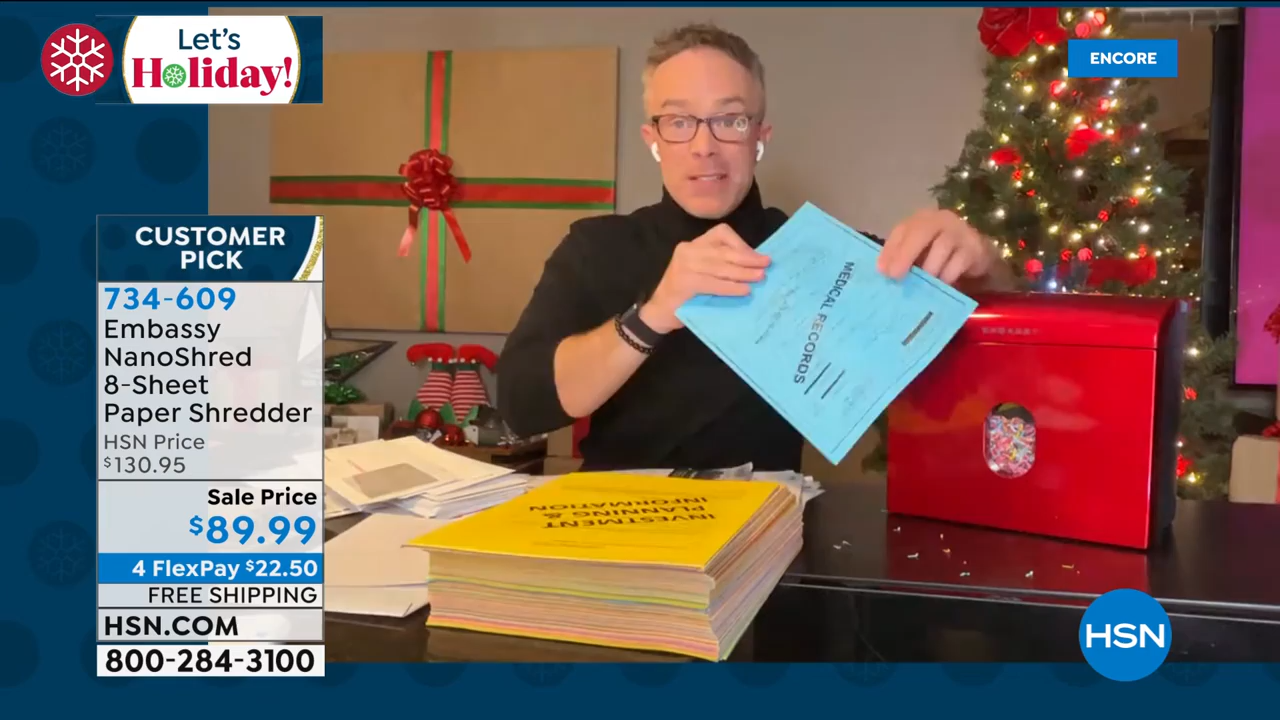 Let's
Holiday!
ENCORE
CUSTOMER
PICK
734-609
Embassy
NanoShred
8-Sheet
Paper Shredder
HSN Price
$130.95
Sale Price
$89.99
4 FlexPay $22.50
FREE SHIPPING
HSN.COM
800-284-3100
MEDICAL RECORDS
INVESTMENT
PLANNING &
INFORMATION
HSN